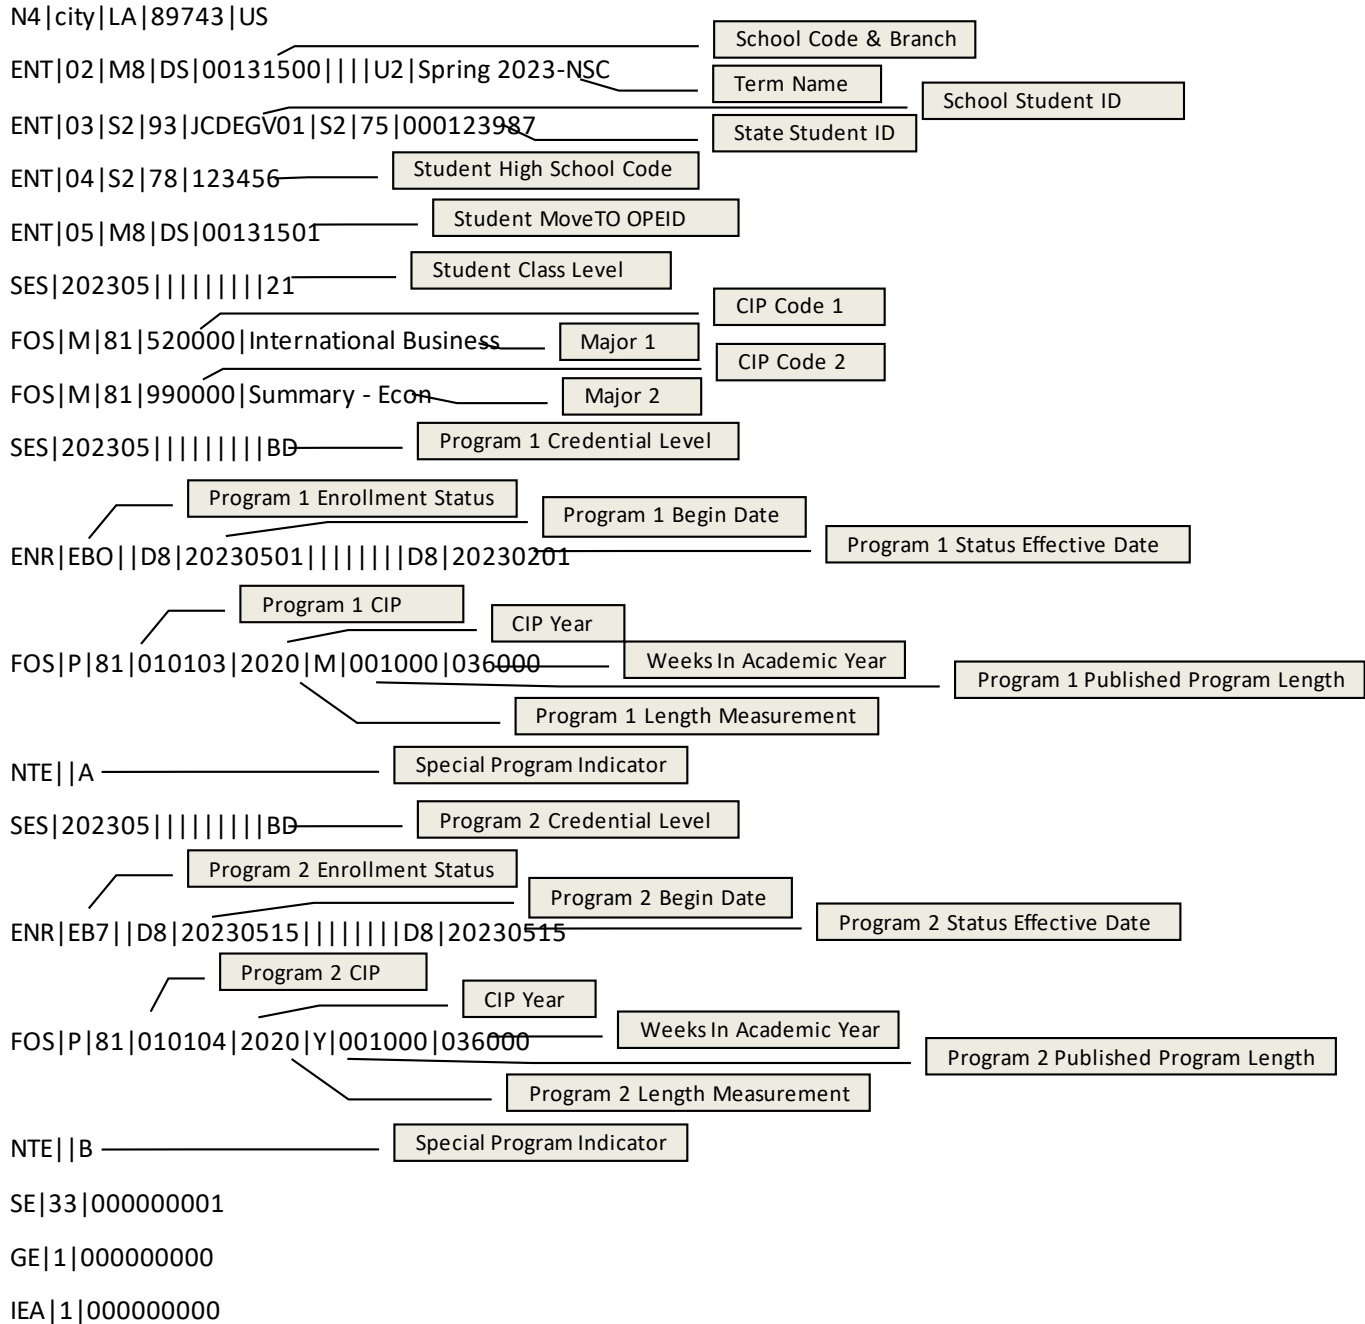 N4|city|LA|89743|US
School Code & Branch
ENT|02|M8|DS|00131500||||U2|Spring 2023-NSC
Term Name
School Student ID
ENT|03|S2|93|JCDEGV01|S2|75|000123987
State Student ID
Student High School Code
ENT|04|S2|78|123456
Student MoveTO OPEID
ENT|05|M8|DS|00131501
Student Class Level
SES|202305|||||||||21
CIP Code 1
FOS|M|81|520000|International Business
Major 1
CIP Code 2
FOS|M|81|990000|Summary - Econ
Major 2
Program 1 Credential Level
SES|202305|||||||||BD
Program 1 Enrollment Status
Program 1 Begin Date
Program 1 Status Effective Date
ENR|EBO||D8|20230501||||||||D8|20230201
Program 1 CIP
CIP Year
FOS|P|81|010103|2020|M|001000|036000
Weeks In Academic Year
Program 1 Published Program Length
Program 1 Length Measurement
NTE||A
Special Program Indicator
SES|202305|||||||||BD
Program 2 Credential Level
Program 2 Enrollment Status
Program 2 Begin Date
Program 2 Status Effective Date
ENR|EB7||D8|20230515||||||||D8|20230515
Program 2 CIP
CIP Year
FOS|P|81|010104|2020|Y|001000|036000
Weeks In Academic Year
Program 2 Published Program Length
Program 2 Length Measurement
NTE||B
Special Program Indicator
SE|33|000000001
GE|1|000000000
IEA|1|000000000